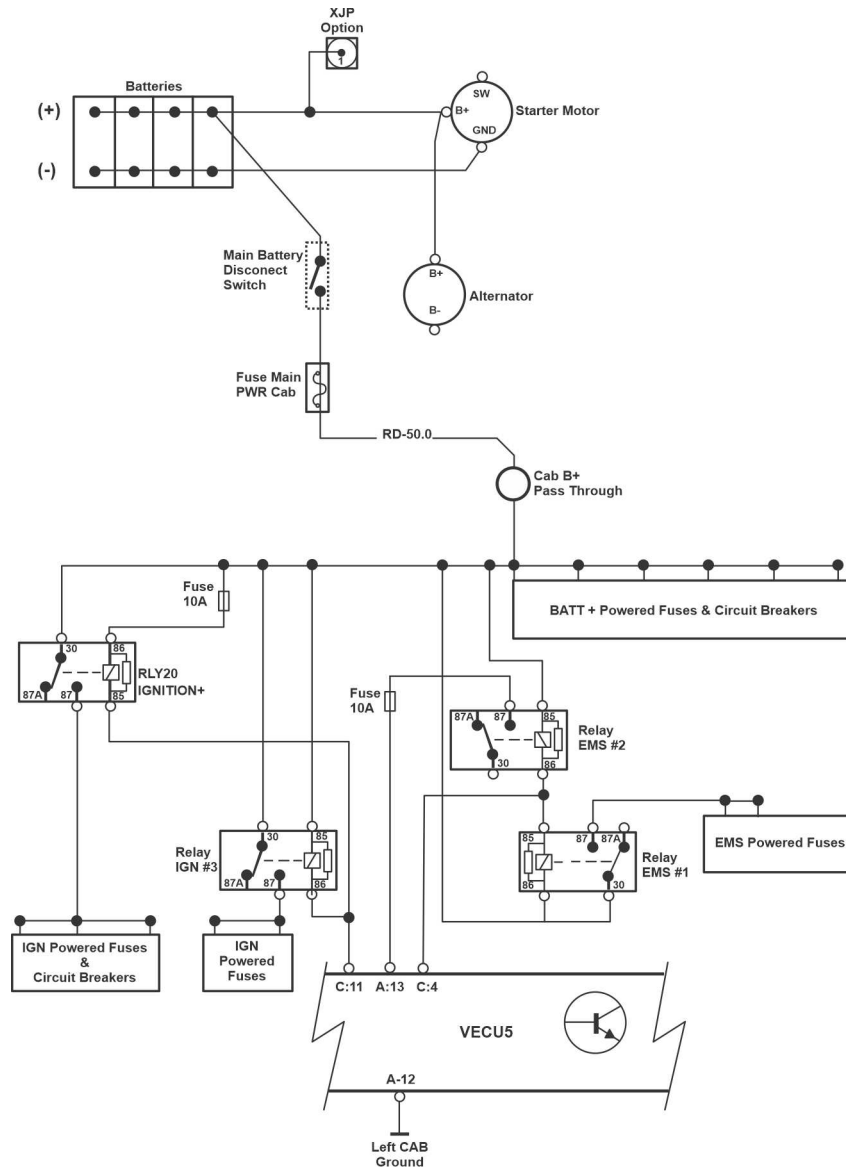 XJP
Option
1
Batteries
(+)
(-)
SW
B+
GND
Starter Motor
Main Battery
Disconect
Switch
B+
B-
Alternator
Fuse Main
PWR Cab
RD-50.0
Cab B+
Pass Through
Fuse
10A
BATT + Powered Fuses & Circuit Breakers
30
86
87A
87
85
RLY20
IGNITION+
Fuse
10A
87A
87
85
30
86
Relay
EMS #2
Relay
IGN #3
30
85
87A
87
86
85
87
87A
86
30
Relay
EMS #1
EMS Powered Fuses
IGN Powered Fuses
&
Circuit Breakers
IGN
Powered
Fuses
C:11
A:13
C:4
VECU5
A-12
Left CAB
Ground